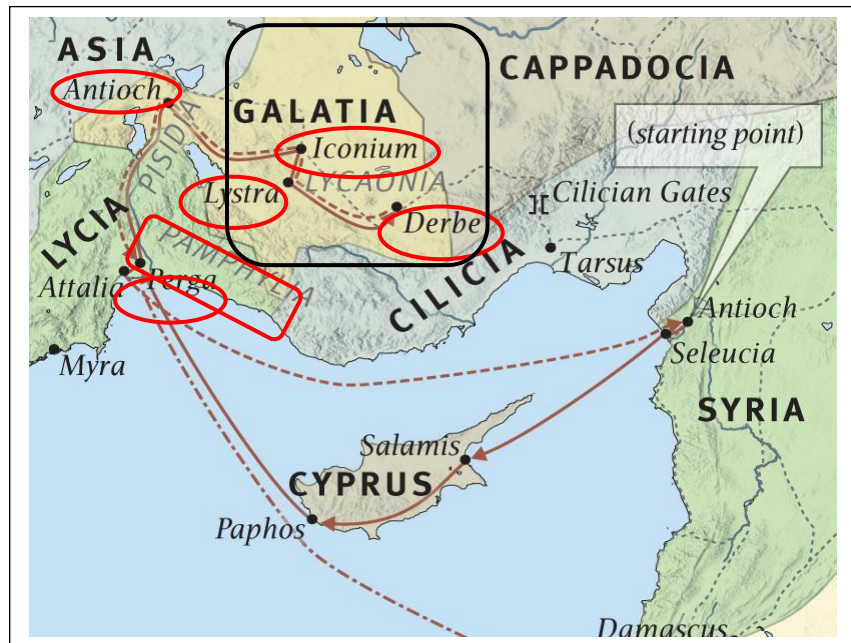 ASIA
Antioch
GALATIA
CAPPADOCIA
(starting point)
PISIDIA
Iconium
LYCAONIA
Lystra
Derbe
Cilician Gates
LYCIA
PAMPHYLIA
Perga
Attalia
CILICIA
Tarsus
Antioch
Seleucia
Myra
SYRIA
Salamis
CYPRUS
Paphos
Damascus